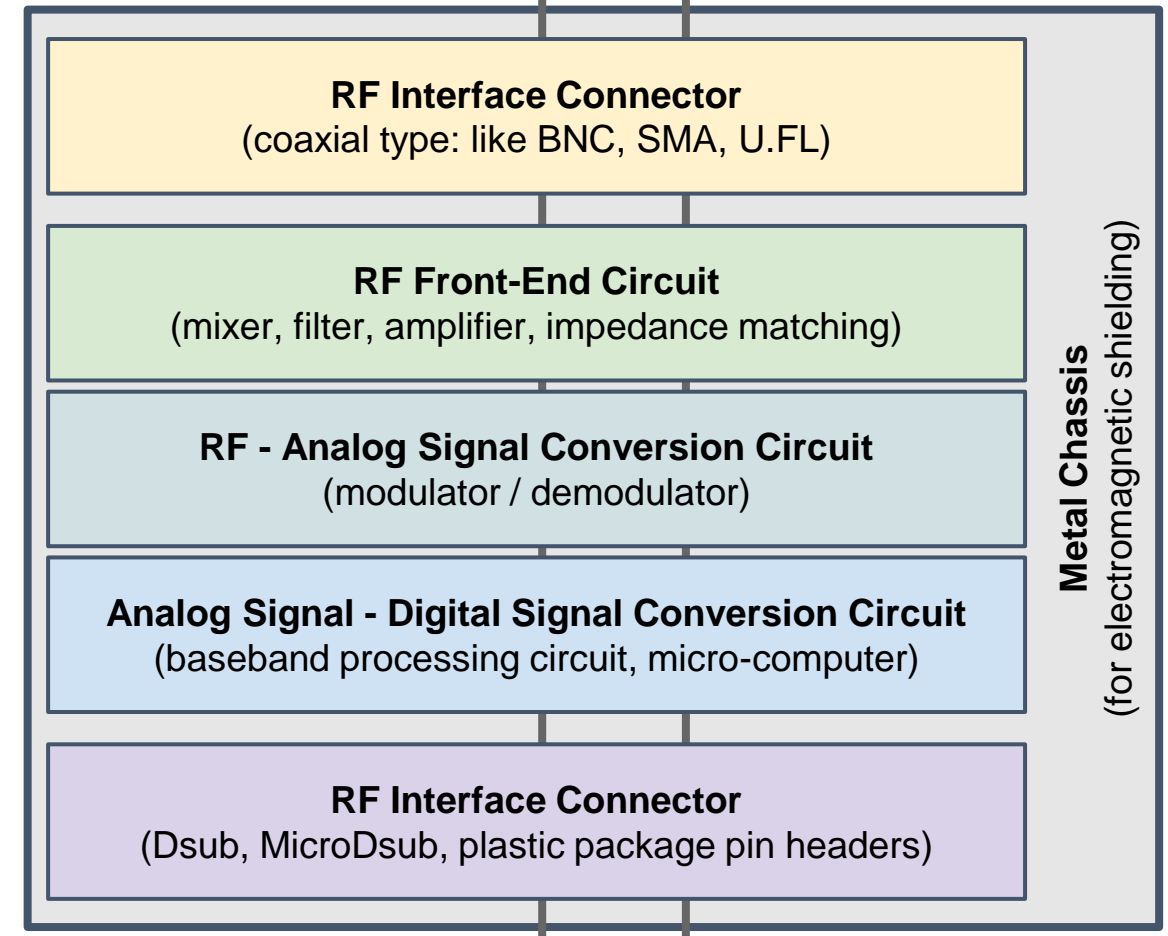 RF Interface Connector
(coaxial type: like BNC, SMA, U.FL)
RF Front-End Circuit
(mixer, filter, amplifier, impedance matching)
RF - Analog Signal Conversion Circuit
(modulator / demodulator)
Analog Signal - Digital Signal Conversion Circuit
(baseband processing circuit, micro-computer)
RF Interface Connector
(Dsub, MicroDsub, plastic package pin headers)
Metal Chassis
(for electromagnetic shielding)